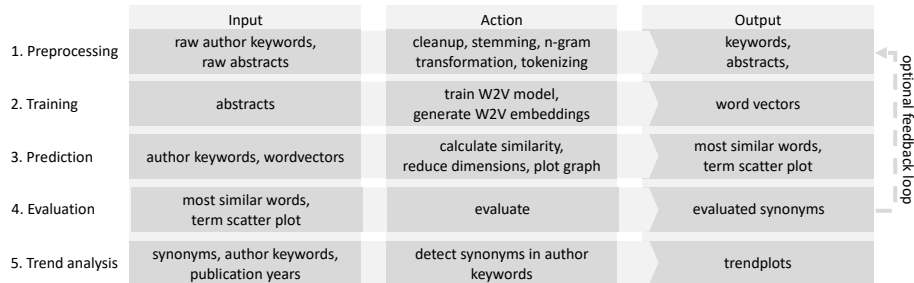 Input
Action
Output
1. Preprocessing
raw author keywords,
raw abstracts
cleanup, stemming, n-gram
transformation, tokenizing
keywords,
abstracts,
2. Training
abstracts
train W2V model,
generate W2V embeddings
word vectors
3. Prediction
author keywords, wordvectors
calculate similarity,
reduce dimensions, plot graph
most similar words,
term scatter plot
4. Evaluation
most similar words,
term scatter plot
evaluate
evaluated synonyms
5. Trend analysis
synonyms, author keywords,
publication years
detect synonyms in author
keywords
trendplots
optional feedback loop